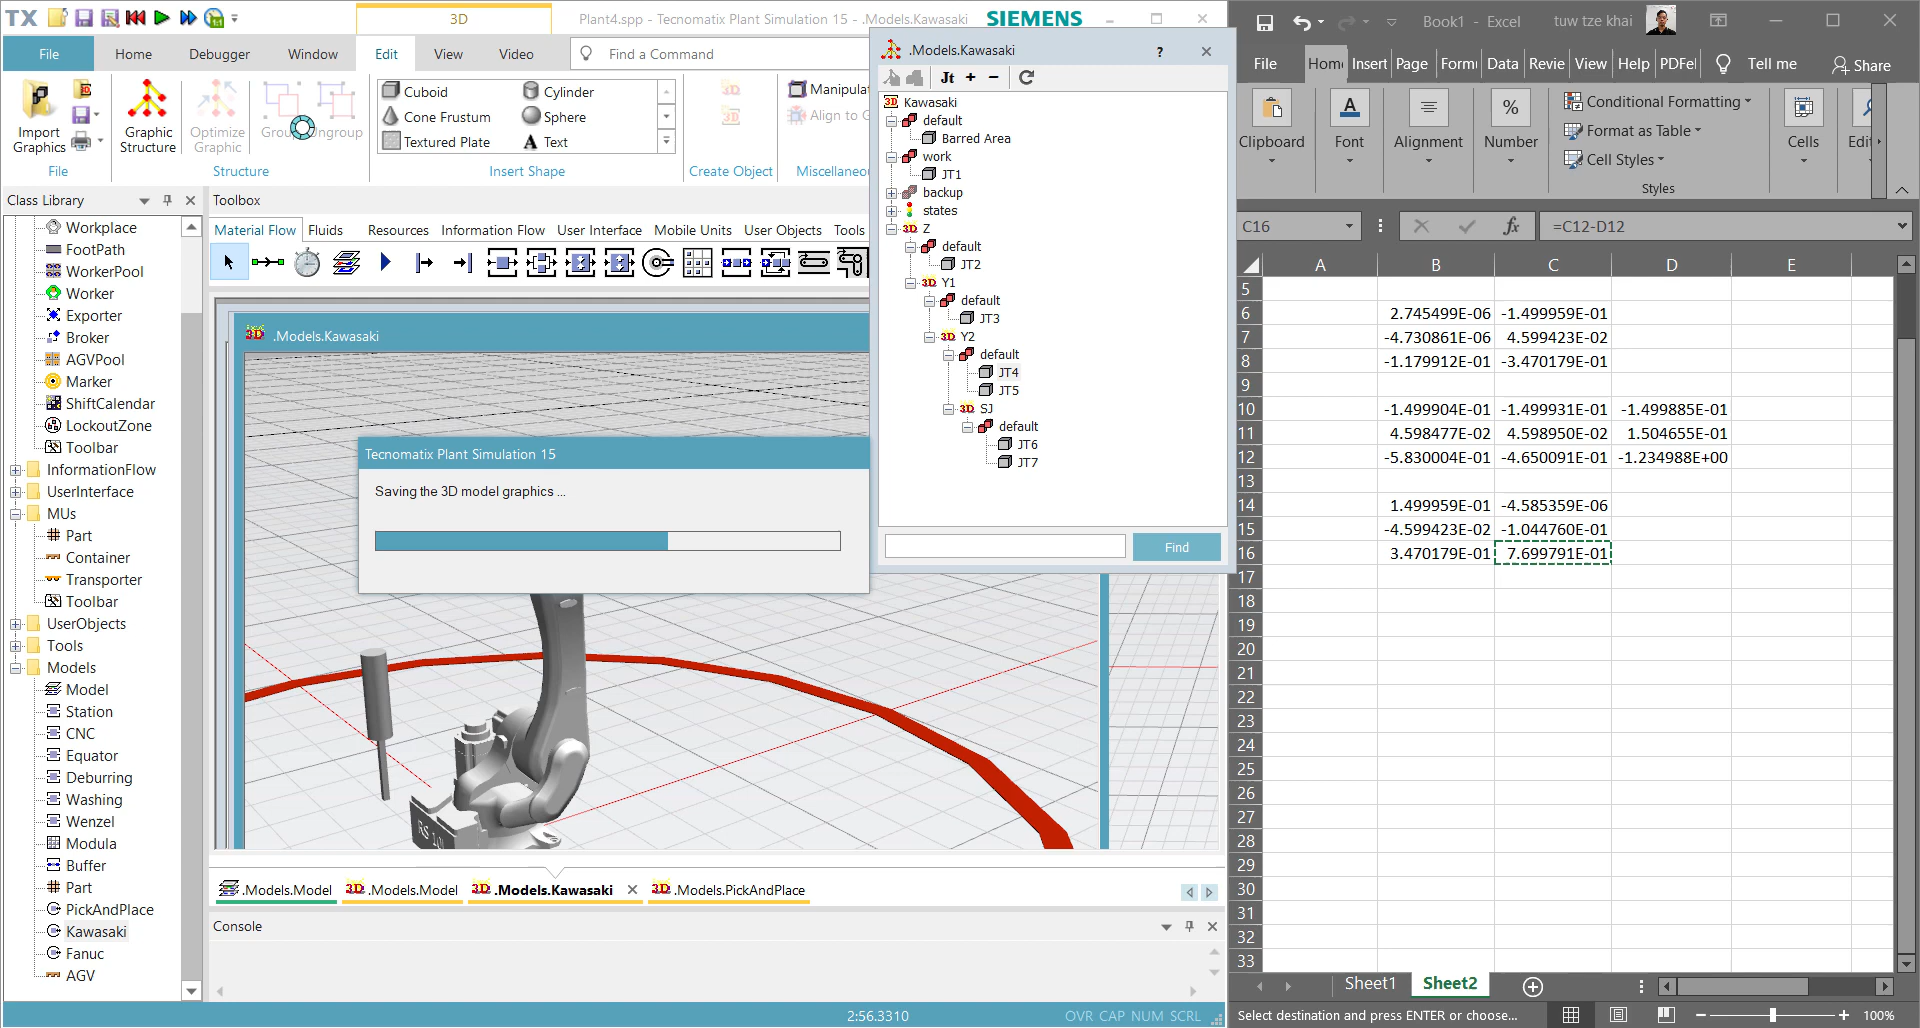 TX
3D
Plant4.spp - Tecnomatix Plant Simulation 15 - .Models.Kawasaki
SIEMENS
File
Home
Debugger
Window
Edit
View
Video
Find a Command
Import Graphics
Graphic Structure
Optimize Graphic
Cuboid
Cylinder
Cone Frustum
Sphere
Textured Plate
Text
File
Structure
Insert Shape
Create Object
Class Library
Workplace
FootPath
WorkerPool
Worker
Exporter
Broker
AGVPool
Marker
ShiftCalendar
LockoutZone
Toolbar
InformationFlow
UserInterface
MUs
Part
Container
Transporter
Toolbar
UserObjects
Tools
Models
Model
Station
CNC
Equator
Deburring
Washing
Wenzel
Modula
Buffer
Part
PickAndPlace
Kawasaki
Fanuc
AGV
Toolbox
Material Flow
Fluids
Resources
Information Flow
User Interface
Mobile Units
User Objects
Tools
.Models.Kawasaki
Tecnomatix Plant Simulation 15
Saving the 3D model graphics ...
.Models.Model
.Models.Model
.Models.Kawasaki
.Models.PickAndPlace
Console
2:56.3310
OVR CAP NUM SCRL
.Models.Kawasaki
?
Jt + −
Kawasaki
default
Barred Area
work
JT1
backup
states
Z
default
JT2
Y1
default
JT3
Y2
default
JT4
JT5
SJ
default
JT6
JT7
Find
Book1 - Excel
tuw tze khai
File
Insert
Page
Data
View
Help
Tell me
Share
Clipboard
Font
Alignment
Number
Conditional Formatting
Format as Table
Cell Styles
Styles
Cells
C16
fx
=C12-D12
A B C D E
5
6 2.745499E-06 -1.499959E-01
7 -4.730861E-06 4.599423E-02
8 -1.179912E-01 -3.470179E-01
9
10 -1.499904E-01 -1.499931E-01 -1.499885E-01
11 4.598477E-02 4.598950E-02 1.504655E-01
12 -5.830004E-01 -4.650091E-01 -1.234988E+00
13
14 1.499959E-01 -4.585359E-06
15 -4.599423E-02 -1.044760E-01
16 3.470179E-01 7.699791E-01
17
18
19
20
21
22
23
24
25
26
27
28
29
30
31
32
33
Sheet1
Sheet2
Select destination and press ENTER or choose...
100%